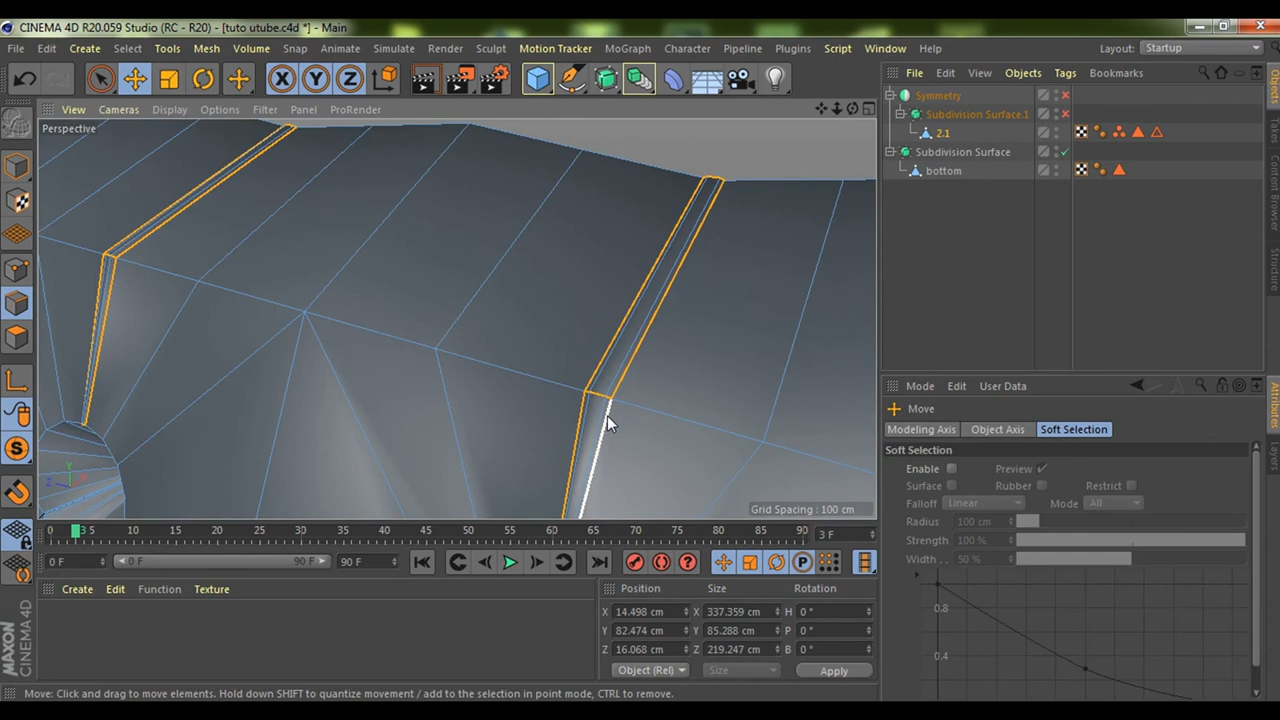 CINEMA 4D R20.059 Studio (RC - R20) - [tuto utube.c4d *] - Main
File Edit Create Select Tools Mesh Volume Snap Animate Simulate Render Sculpt Motion Tracker MoGraph Character Pipeline Plugins Script Window Help Layout: Startup
X Y Z
File Edit View Objects Tags Bookmarks
View Cameras Display Options Filter Panel ProRender
Perspective
Symmetry
Subdivision Surface.1
2.1
Subdivision Surface
bottom
Objects
Takes
Content Browser
Structure
Mode Edit User Data
Move
Modeling Axis Object Axis Soft Selection
Soft Selection
Enable Preview
Surface Rubber Restrict
Falloff Linear Mode All
Radius 100 cm
Strength 100 %
Width . . 50 %
0.8
0.4
Attributes
Layers
Y
Z
S
Grid Spacing : 100 cm
0 3 5 10 15 20 25 30 35 40 45 50 55 60 65 70 75 80 85 90 3 F
0 F 0 F 90 F 90 F
P
Create Edit Function Texture
Position Size Rotation
X 14.498 cm X 337.359 cm H 0 °
Y 82.474 cm Y 85.288 cm P 0 °
Z 16.068 cm Z 219.247 cm B 0 °
Object (Rel) Size Apply
MAXON CINEMA 4D
Move: Click and drag to move elements. Hold down SHIFT to quantize movement / add to the selection in point mode, CTRL to remove.